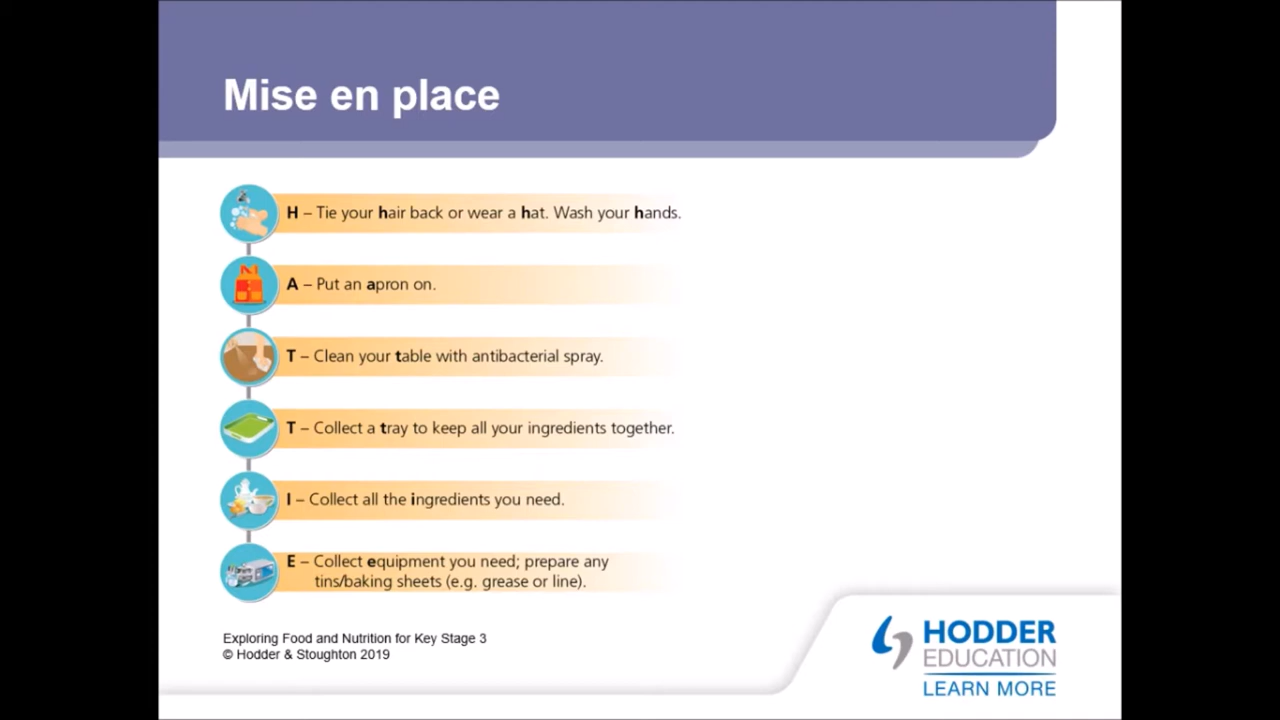 Mise en place
H – Tie your hair back or wear a hat. Wash your hands.
A – Put an apron on.
T – Clean your table with antibacterial spray.
T – Collect a tray to keep all your ingredients together.
I – Collect all the ingredients you need.
E – Collect equipment you need; prepare any
tins/baking sheets (e.g. grease or line).
Exploring Food and Nutrition for Key Stage 3
© Hodder & Stoughton 2019
HODDER
EDUCATION
LEARN MORE